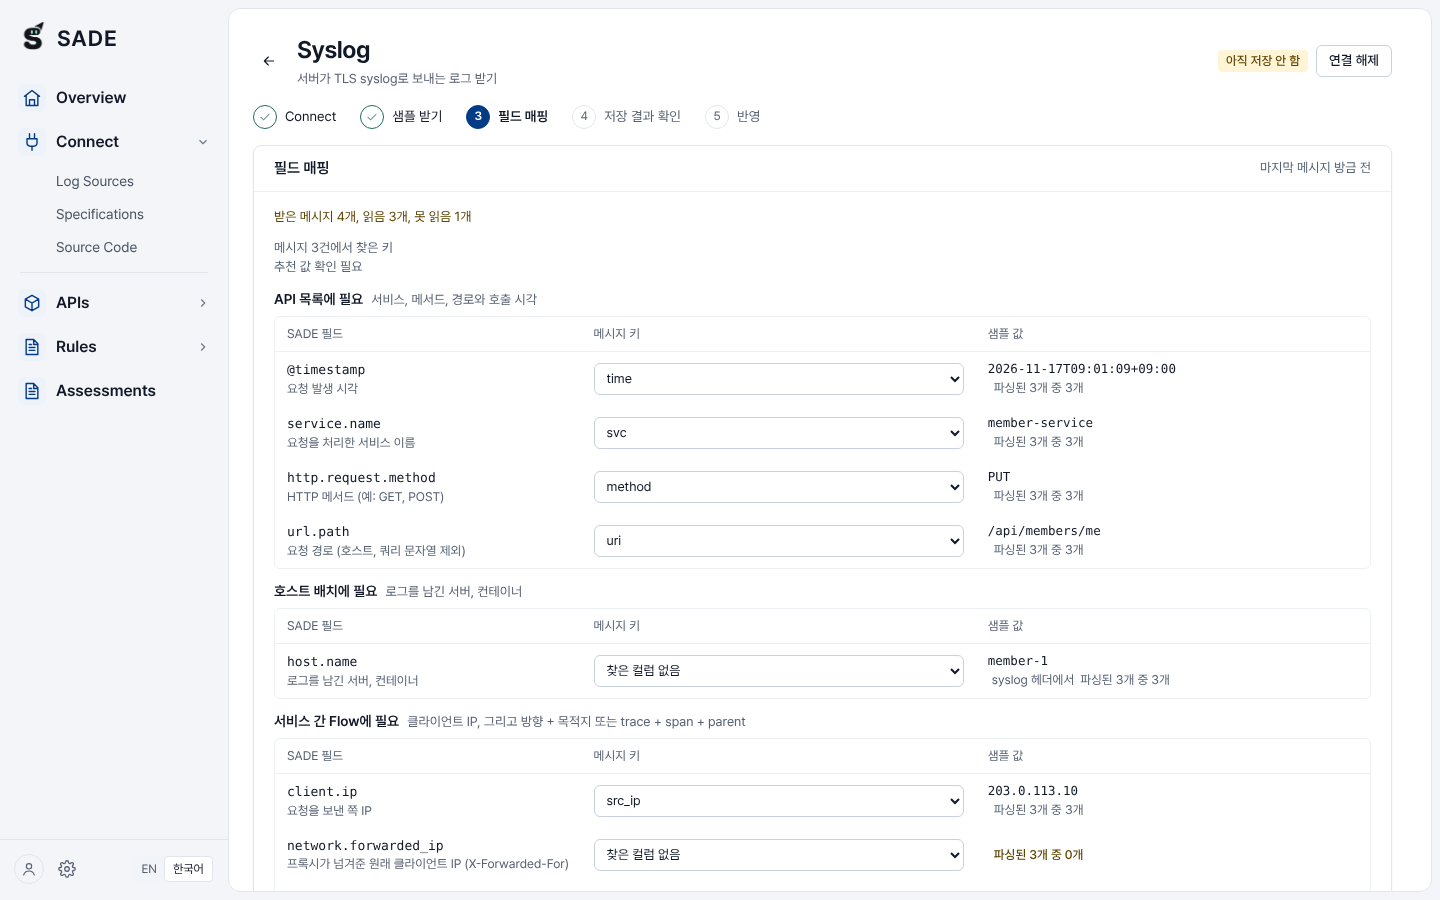 SADE
Overview
Connect
Log Sources
Specifications
Source Code
APIs
Rules
Assessments
EN
한국어
Syslog
서버가 TLS syslog로 보내는 로그 받기
아직 저장 안 함
연결 해제
Connect
샘플 받기
3 필드 매핑
4 저장 결과 확인
5 반영
필드 매핑
마지막 메시지 방금 전
받은 메시지 4개, 읽음 3개, 못 읽음 1개
메시지 3건에서 찾은 키
추천 값 확인 필요
API 목록에 필요 서비스, 메서드, 경로와 호출 시각
SADE 필드 메시지 키 샘플 값
@timestamp time 2026-11-17T09:01:09+09:00
요청 발생 시각 파싱된 3개 중 3개
service.name svc member-service
요청을 처리한 서비스 이름 파싱된 3개 중 3개
http.request.method method PUT
HTTP 메서드 (예: GET, POST) 파싱된 3개 중 3개
url.path uri /api/members/me
요청 경로 (호스트, 쿼리 문자열 제외) 파싱된 3개 중 3개
호스트 배치에 필요 로그를 남긴 서버, 컨테이너
SADE 필드 메시지 키 샘플 값
host.name 찾은 컬럼 없음 member-1
로그를 남긴 서버, 컨테이너 syslog 헤더에서 파싱된 3개 중 3개
서비스 간 Flow에 필요 클라이언트 IP, 그리고 방향 + 목적지 또는 trace + span + parent
SADE 필드 메시지 키 샘플 값
client.ip src_ip 203.0.113.10
요청을 보낸 쪽 IP 파싱된 3개 중 3개
network.forwarded_ip 찾은 컬럼 없음 파싱된 3개 중 0개
프록시가 넘겨준 원래 클라이언트 IP (X-Forwarded-For)